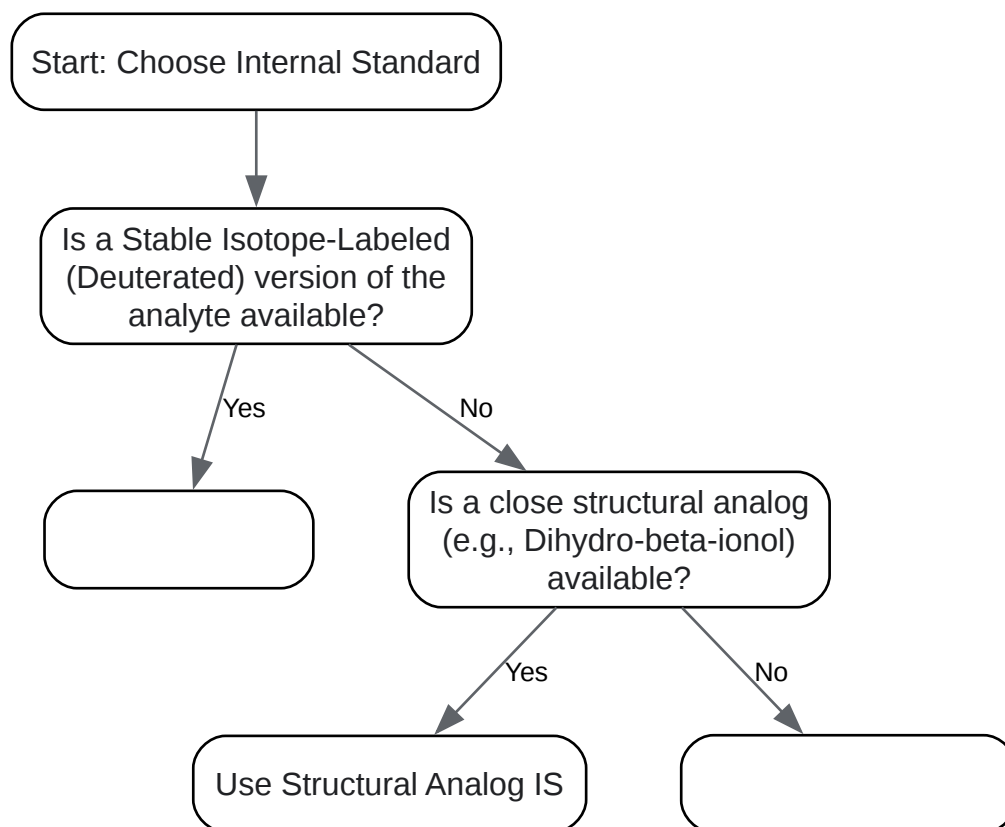 Start: Choose Internal Standard
Is a Stable Isotope-Labeled
(Deuterated) version of the
analyte available?
Yes
No
Is a close structural analog
(e.g., Dihydro-beta-ionol)
available?
Yes
No
Use Structural Analog IS